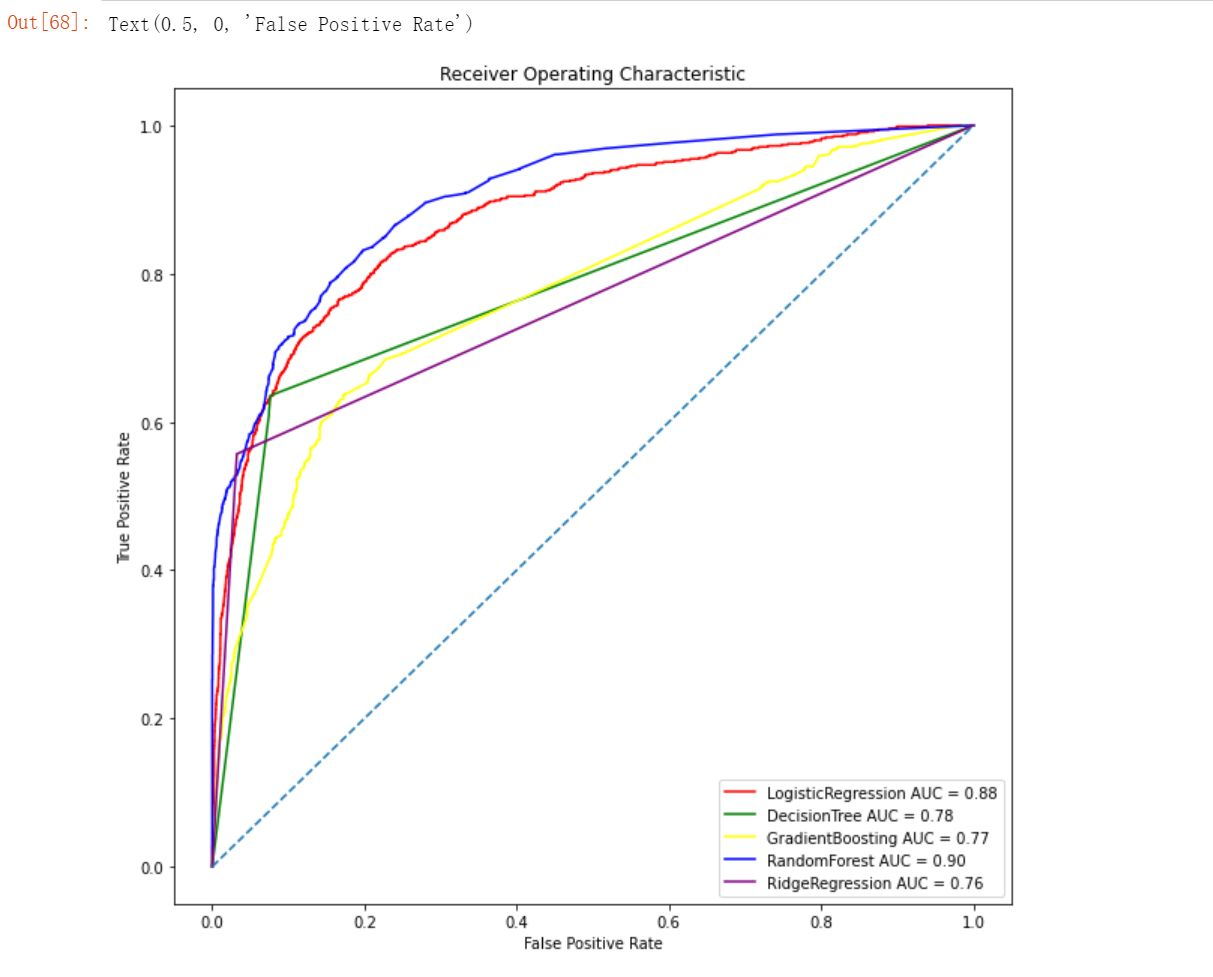 Out[68]: Text(0.5, 0, 'False Positive Rate')
Receiver Operating Characteristic
1.0
0.8
0.6
0.4
0.2
0.0
True Positive Rate
LogisticRegression AUC = 0.88
DecisionTree AUC = 0.78
GradientBoosting AUC = 0.77
RandomForest AUC = 0.90
RidgeRegression AUC = 0.76
0.0 0.2 0.4 0.6 0.8 1.0
False Positive Rate